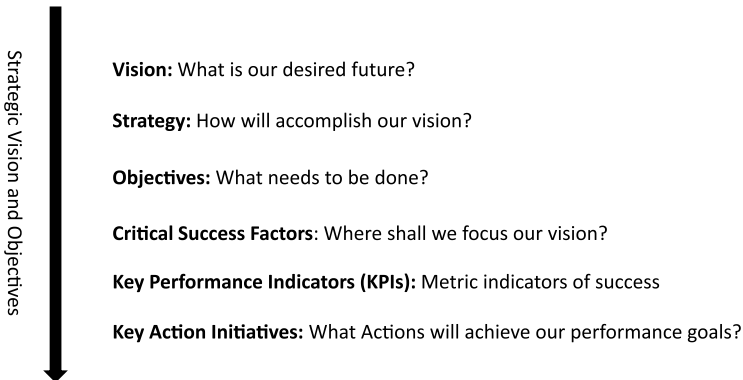 Strategic Vision and Objectives
Vision: What is our desired future?
Strategy: How will accomplish our vision?
Objectives: What needs to be done?
Critical Success Factors: Where shall we focus our vision?
Key Performance Indicators (KPIs): Metric indicators of success
Key Action Initiatives: What Actions will achieve our performance goals?